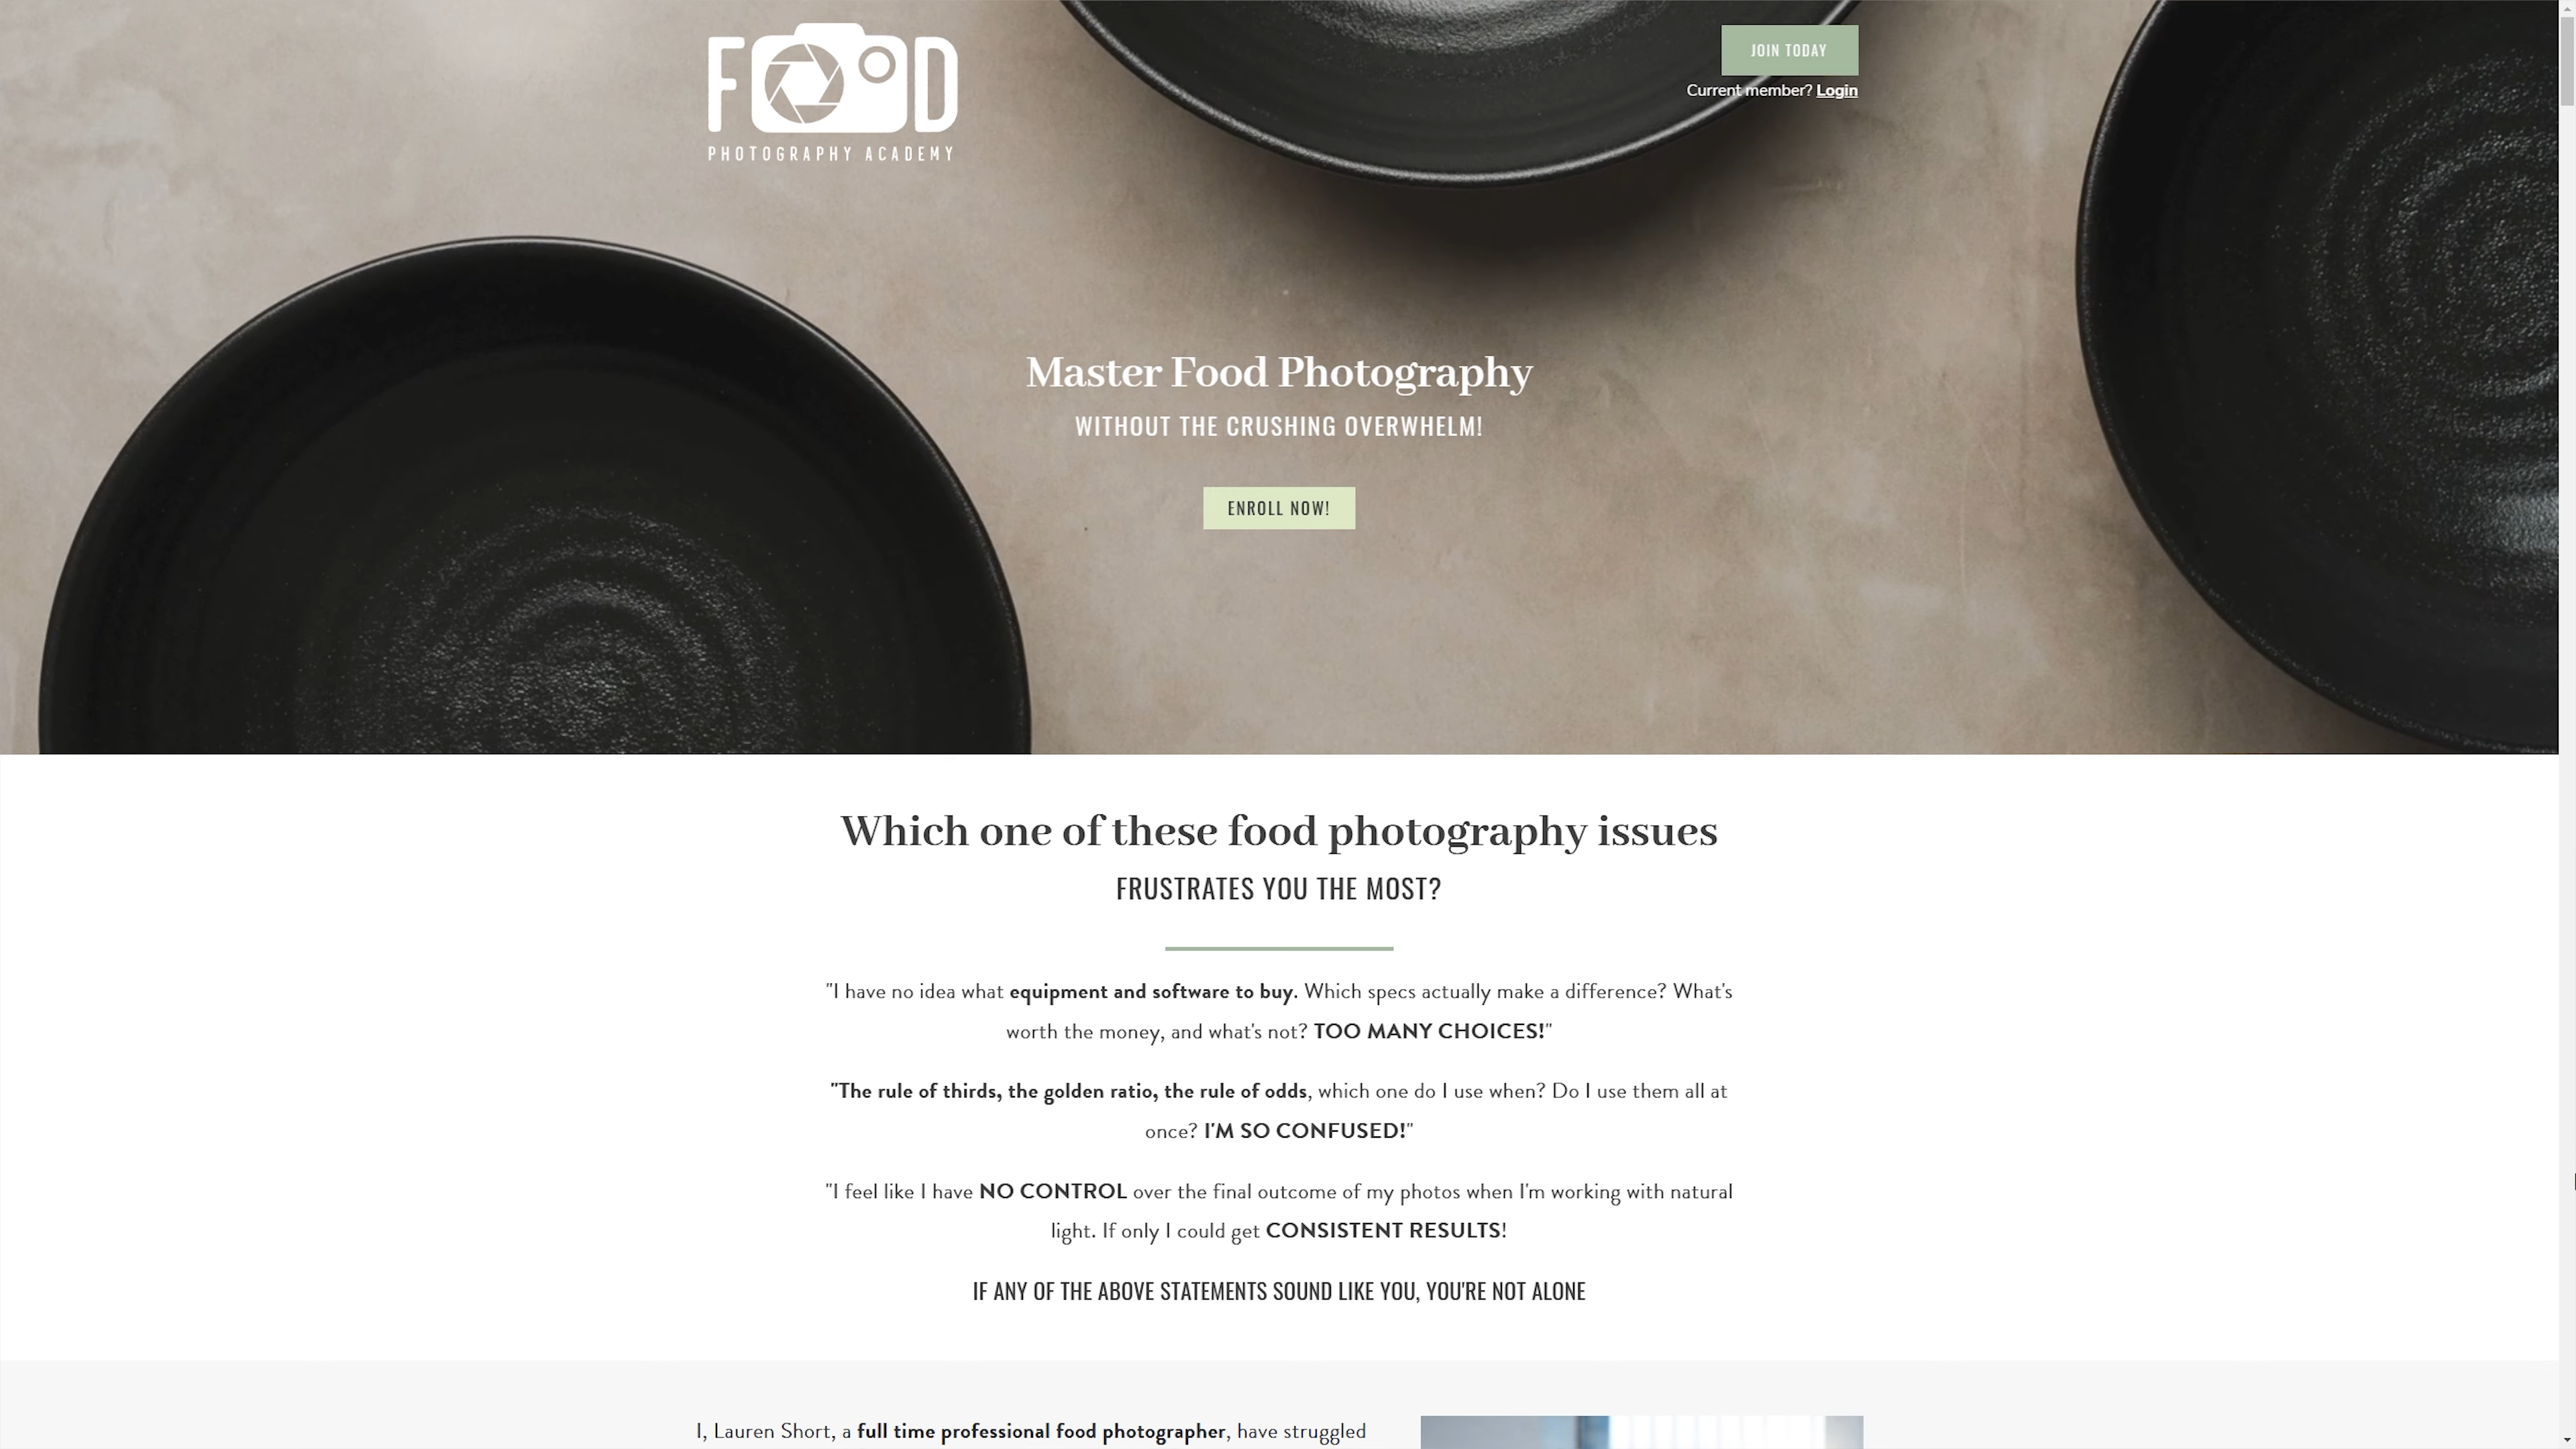 FOOD
PHOTOGRAPHY ACADEMY
JOIN TODAY
Current member? Login
Master Food Photography
WITHOUT THE CRUSHING OVERWHELM!
ENROLL NOW!
Which one of these food photography issues
FRUSTRATES YOU THE MOST?
"I have no idea what equipment and software to buy. Which specs actually make a difference? What's
worth the money, and what's not? TOO MANY CHOICES!"
"The rule of thirds, the golden ratio, the rule of odds, which one do I use when? Do I use them all at
once? I'M SO CONFUSED!"
"I feel like I have NO CONTROL over the final outcome of my photos when I'm working with natural
light. If only I could get CONSISTENT RESULTS!
IF ANY OF THE ABOVE STATEMENTS SOUND LIKE YOU, YOU'RE NOT ALONE
I, Lauren Short, a full time professional food photographer, have struggled